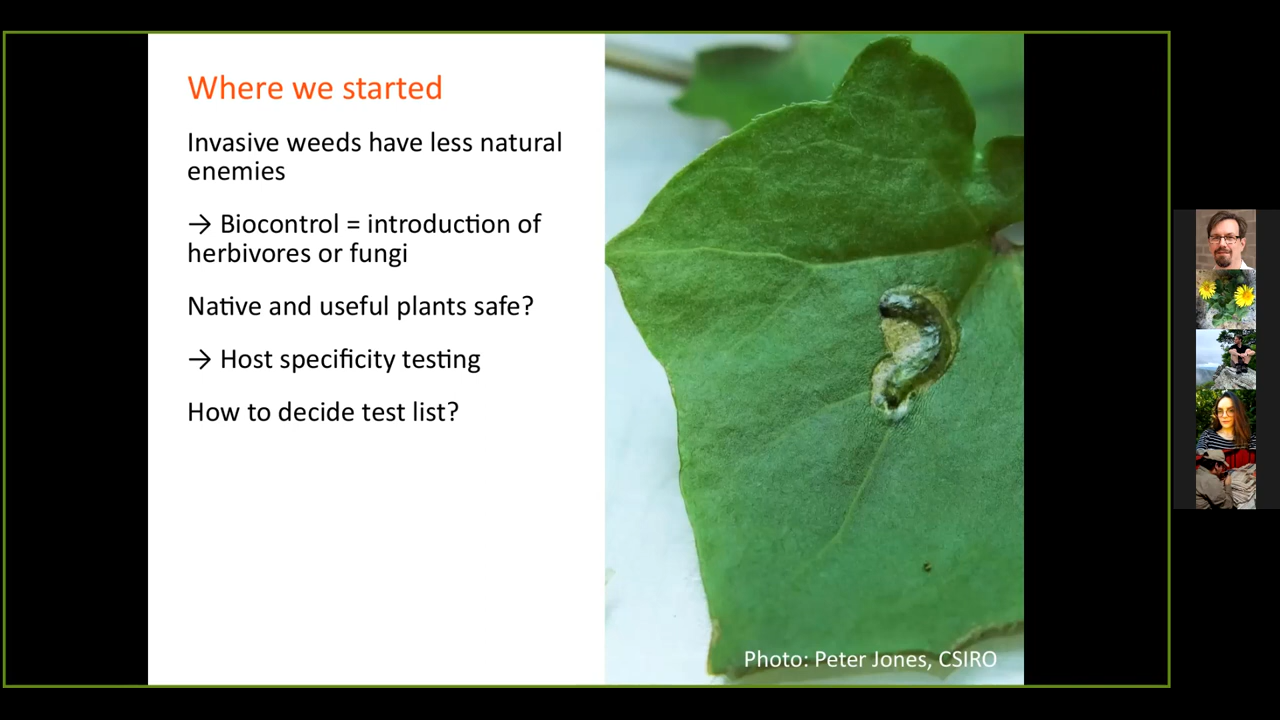 Where we started
Invasive weeds have less natural
enemies
→ Biocontrol = introduction of
herbivores or fungi
Native and useful plants safe?
→ Host specificity testing
How to decide test list?
Photo: Peter Jones, CSIRO